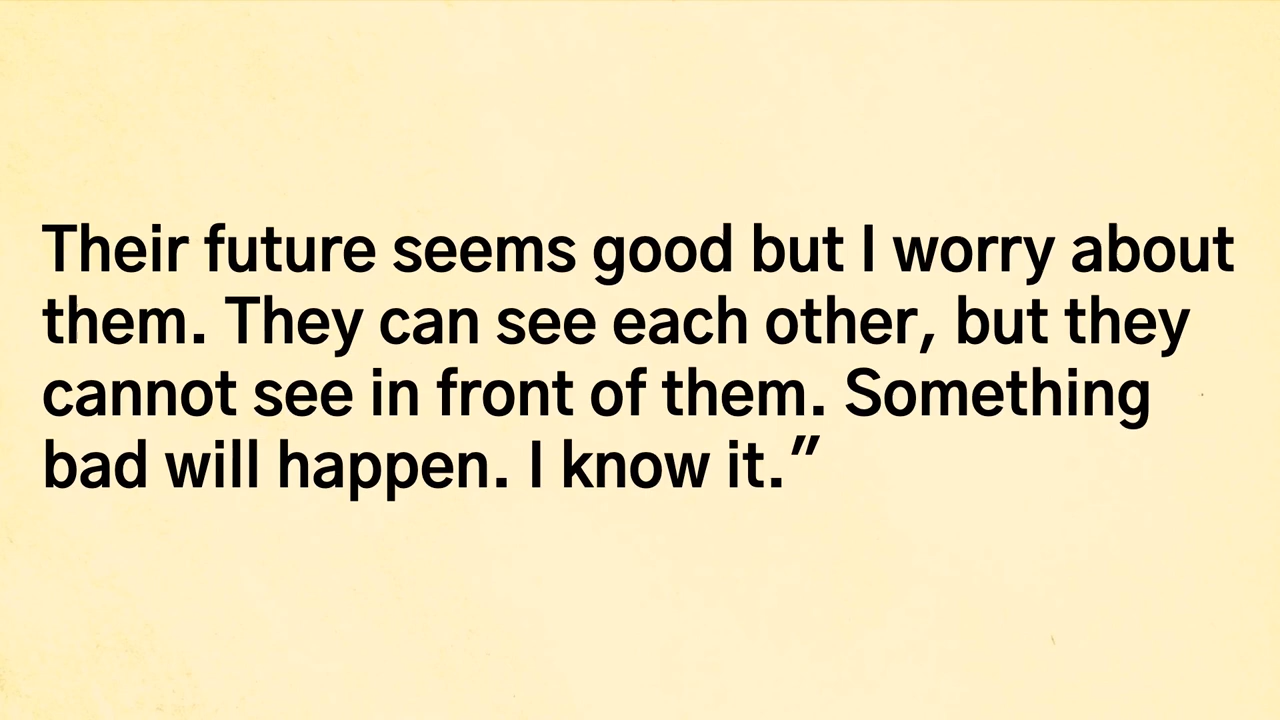 Their future seems good but I worry about
them. They can see each other, but they
cannot see in front of them. Something
bad will happen. I know it.”